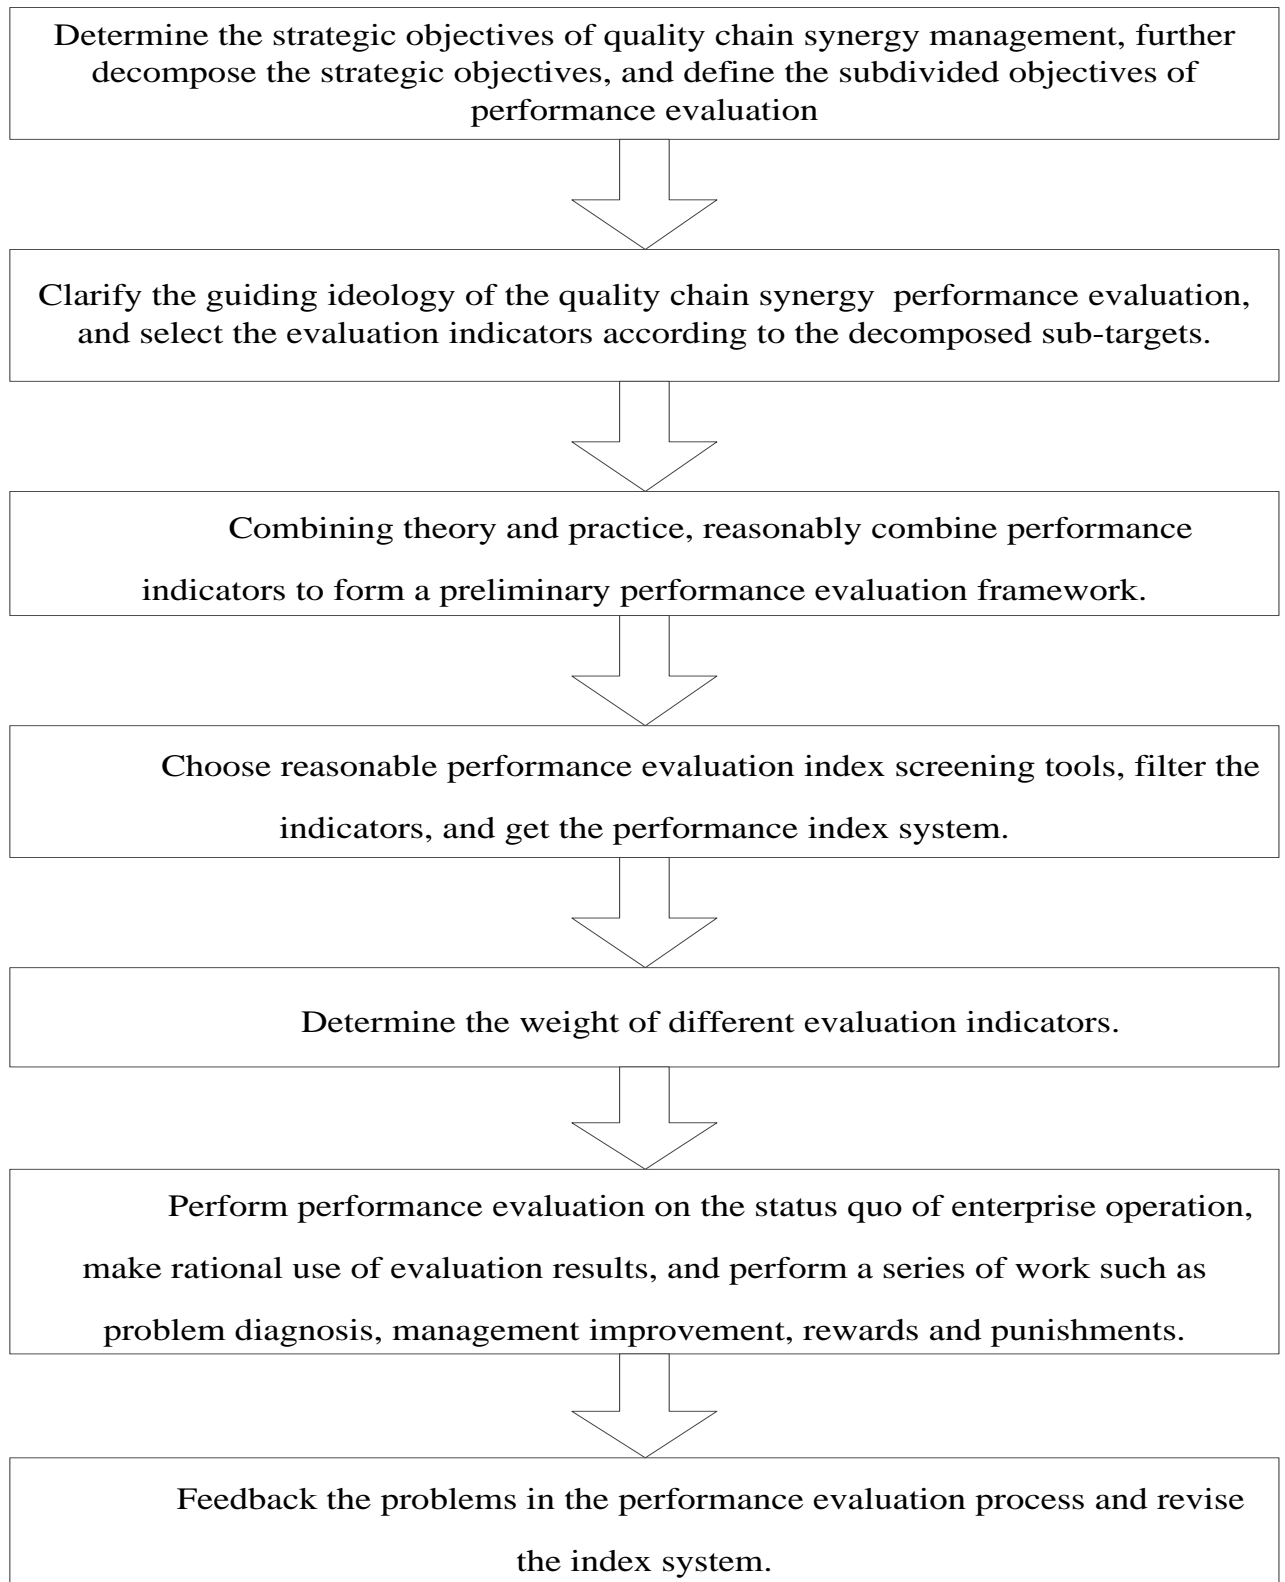 Determine the strategic objectives of quality chain synergy management, further
decompose the strategic objectives, and define the subdivided objectives of
performance evaluation
Clarify the guiding ideology of the quality chain synergy  performance evaluation,
and select the evaluation indicators according to the decomposed sub-targets.
Combining theory and practice, reasonably combine performance
indicators to form a preliminary performance evaluation framework.
Choose reasonable performance evaluation index screening tools, filter the
indicators, and get the performance index system.
Determine the weight of different evaluation indicators.
Perform performance evaluation on the status quo of enterprise operation,
make rational use of evaluation results, and perform a series of work such as
problem diagnosis, management improvement, rewards and punishments.
Feedback the problems in the performance evaluation process and revise
the index system.